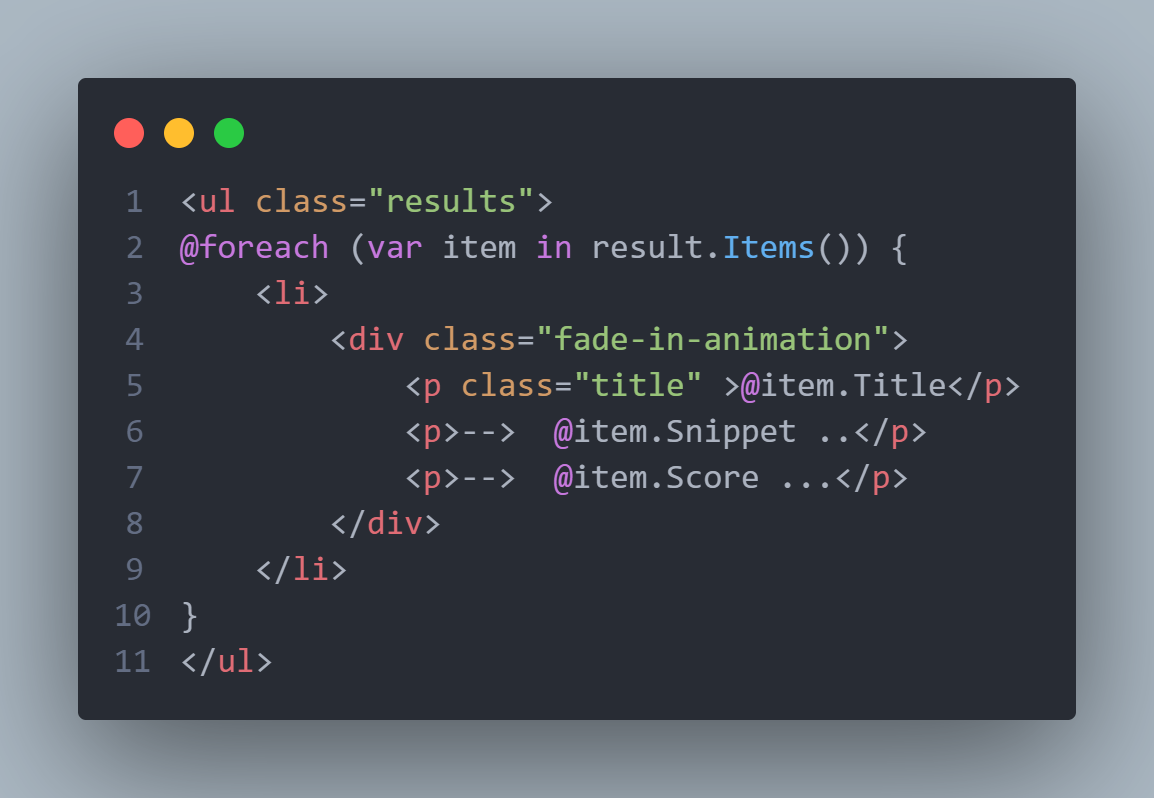 1 <ul class="results">
2 @foreach (var item in result.Items()) {
3     <li>
4         <div class="fade-in-animation">
5             <p class="title" >@item.Title</p>
6             <p>-->  @item.Snippet ..</p>
7             <p>-->  @item.Score ...</p>
8         </div>
9     </li>
10 }
11 </ul>